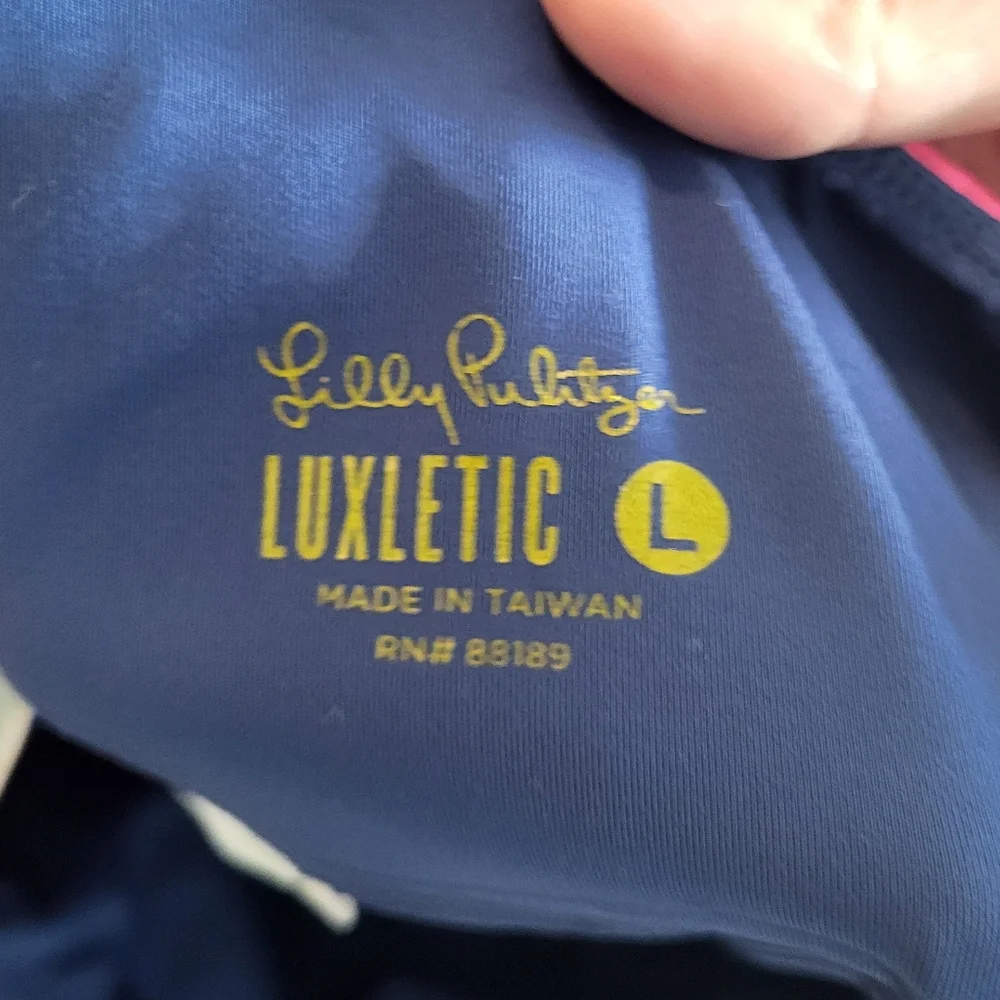 Lilly Pulitzer
LUXLETIC L
MADE IN TAIWAN
RN# 88189